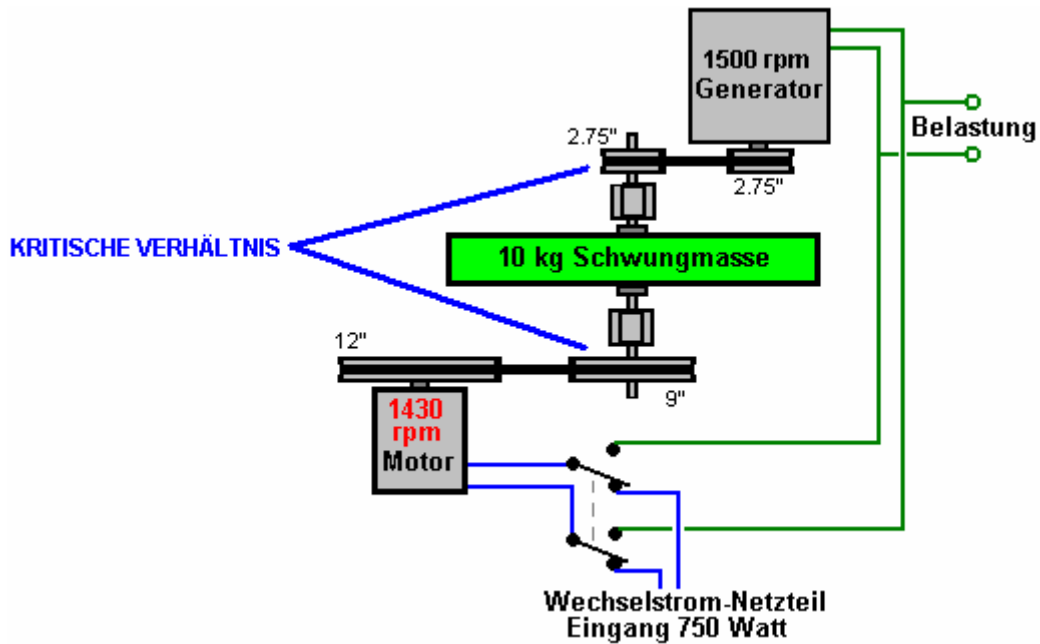 1500 rpm
Generator
2.75"
Belastung
2.75"
KRITISCHE VERHÄLTNIS
10 kg Schwungmasse
12"
9"
1430
rpm
Motor
Wechselstrom-Netzteil
Eingang 750 Watt